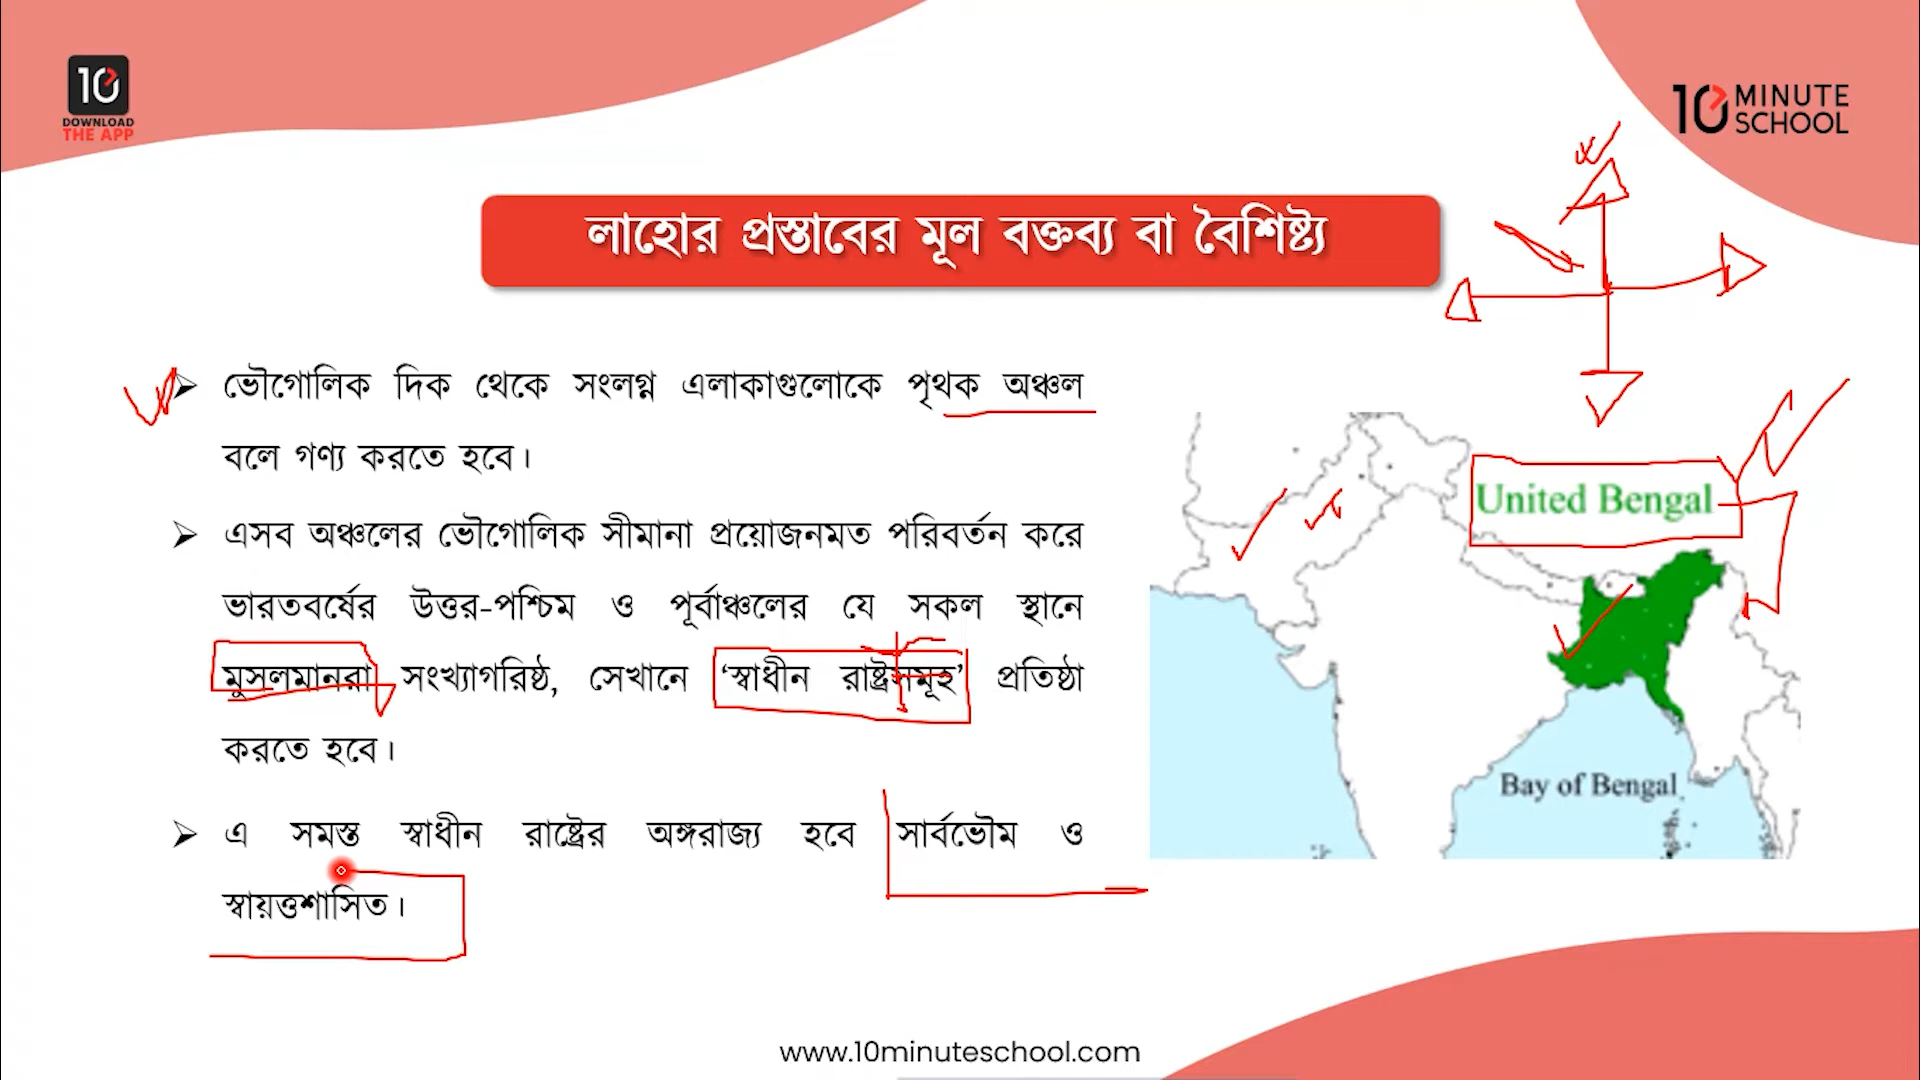 10
DOWNLOAD
THE APP
10 MINUTE
SCHOOL
লাহোর প্রস্তাবের মূল বক্তব্য বা বৈশিষ্ট্য
ভৌগোলিক দিক থেকে সংলগ্ন এলাকাগুলোকে পৃথক অঞ্চল
বলে গণ্য করতে হবে।
এসব অঞ্চলের ভৌগোলিক সীমানা প্রয়োজনমত পরিবর্তন করে
ভারতবর্ষের উত্তর-পশ্চিম ও পূর্বাঞ্চলের যে সকল স্থানে
মুসলমানরা সংখ্যাগরিষ্ঠ, সেখানে ‘স্বাধীন রাষ্ট্রসমূহ’ প্রতিষ্ঠা
করতে হবে।
এ সমস্ত স্বাধীন রাষ্ট্রের অঙ্গরাজ্য হবে সার্বভৌম ও
স্বায়ত্তশাসিত।
United Bengal
Bay of Bengal
www.10minuteschool.com